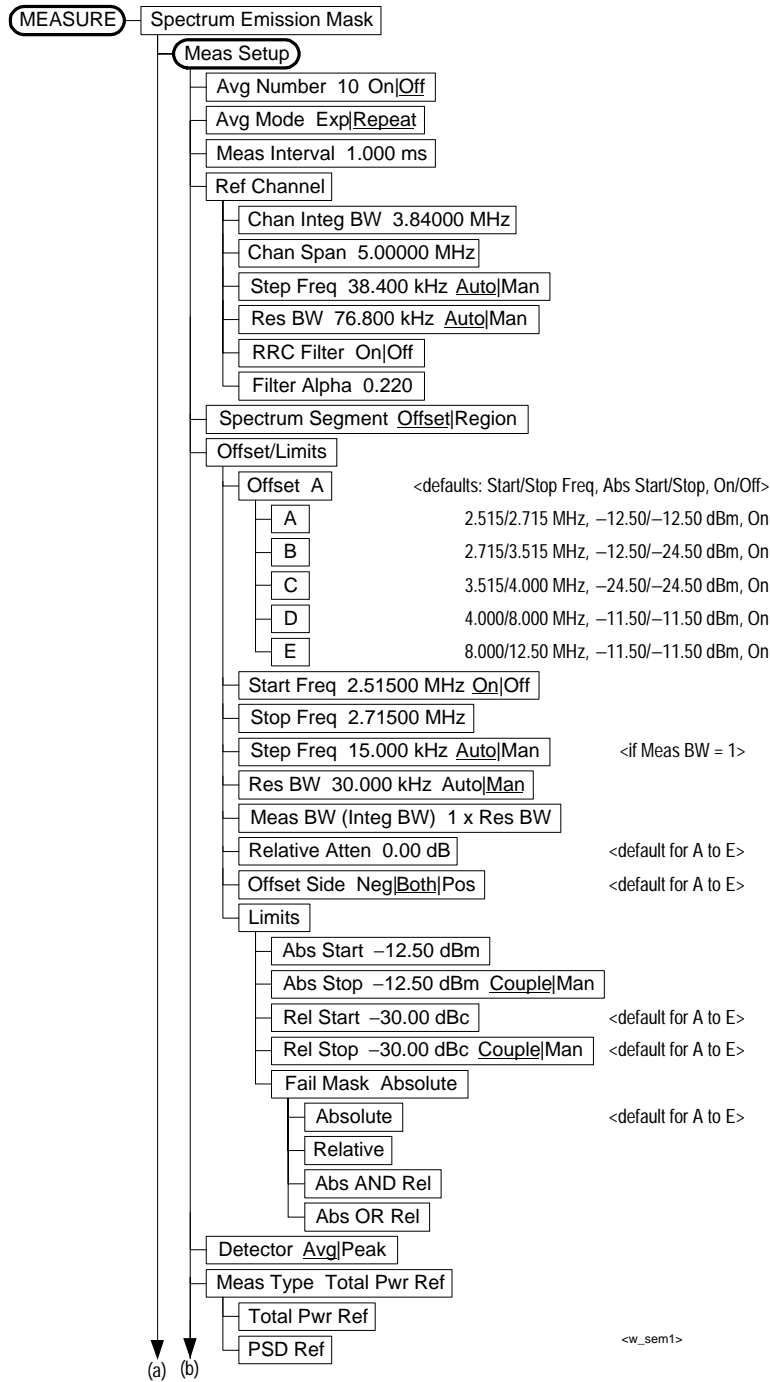 MEASURE Spectrum Emission Mask
Meas Setup
Avg Number 10 On|Off
Avg Mode Exp|Repeat
Meas Interval 1.000 ms
Ref Channel
Chan Integ BW 3.84000 MHz
Chan Span 5.00000 MHz
Step Freq 38.400 kHz Auto|Man
Res BW 76.800 kHz Auto|Man
RRC Filter On|Off
Filter Alpha 0.220
Spectrum Segment Offset|Region
Offset/Limits
Offset A <defaults: Start/Stop Freq, Abs Start/Stop, On/Off>
A 2.515/2.715 MHz, −12.50/−12.50 dBm, On
B 2.715/3.515 MHz, −12.50/−24.50 dBm, On
C 3.515/4.000 MHz, −24.50/−24.50 dBm, On
D 4.000/8.000 MHz, −11.50/−11.50 dBm, On
E 8.000/12.50 MHz, −11.50/−11.50 dBm, On
Start Freq 2.51500 MHz On|Off
Stop Freq 2.71500 MHz
Step Freq 15.000 kHz Auto|Man <if Meas BW = 1>
Res BW 30.000 kHz Auto|Man
Meas BW (Integ BW) 1 x Res BW
Relative Atten 0.00 dB <default for A to E>
Offset Side Neg|Both|Pos <default for A to E>
Limits
Abs Start −12.50 dBm
Abs Stop −12.50 dBm Couple|Man
Rel Start −30.00 dBc <default for A to E>
Rel Stop −30.00 dBc Couple|Man <default for A to E>
Fail Mask Absolute
Absolute <default for A to E>
Relative
Abs AND Rel
Abs OR Rel
Detector Avg|Peak
Meas Type Total Pwr Ref
Total Pwr Ref
PSD Ref <w_sem1>
(a) (b)